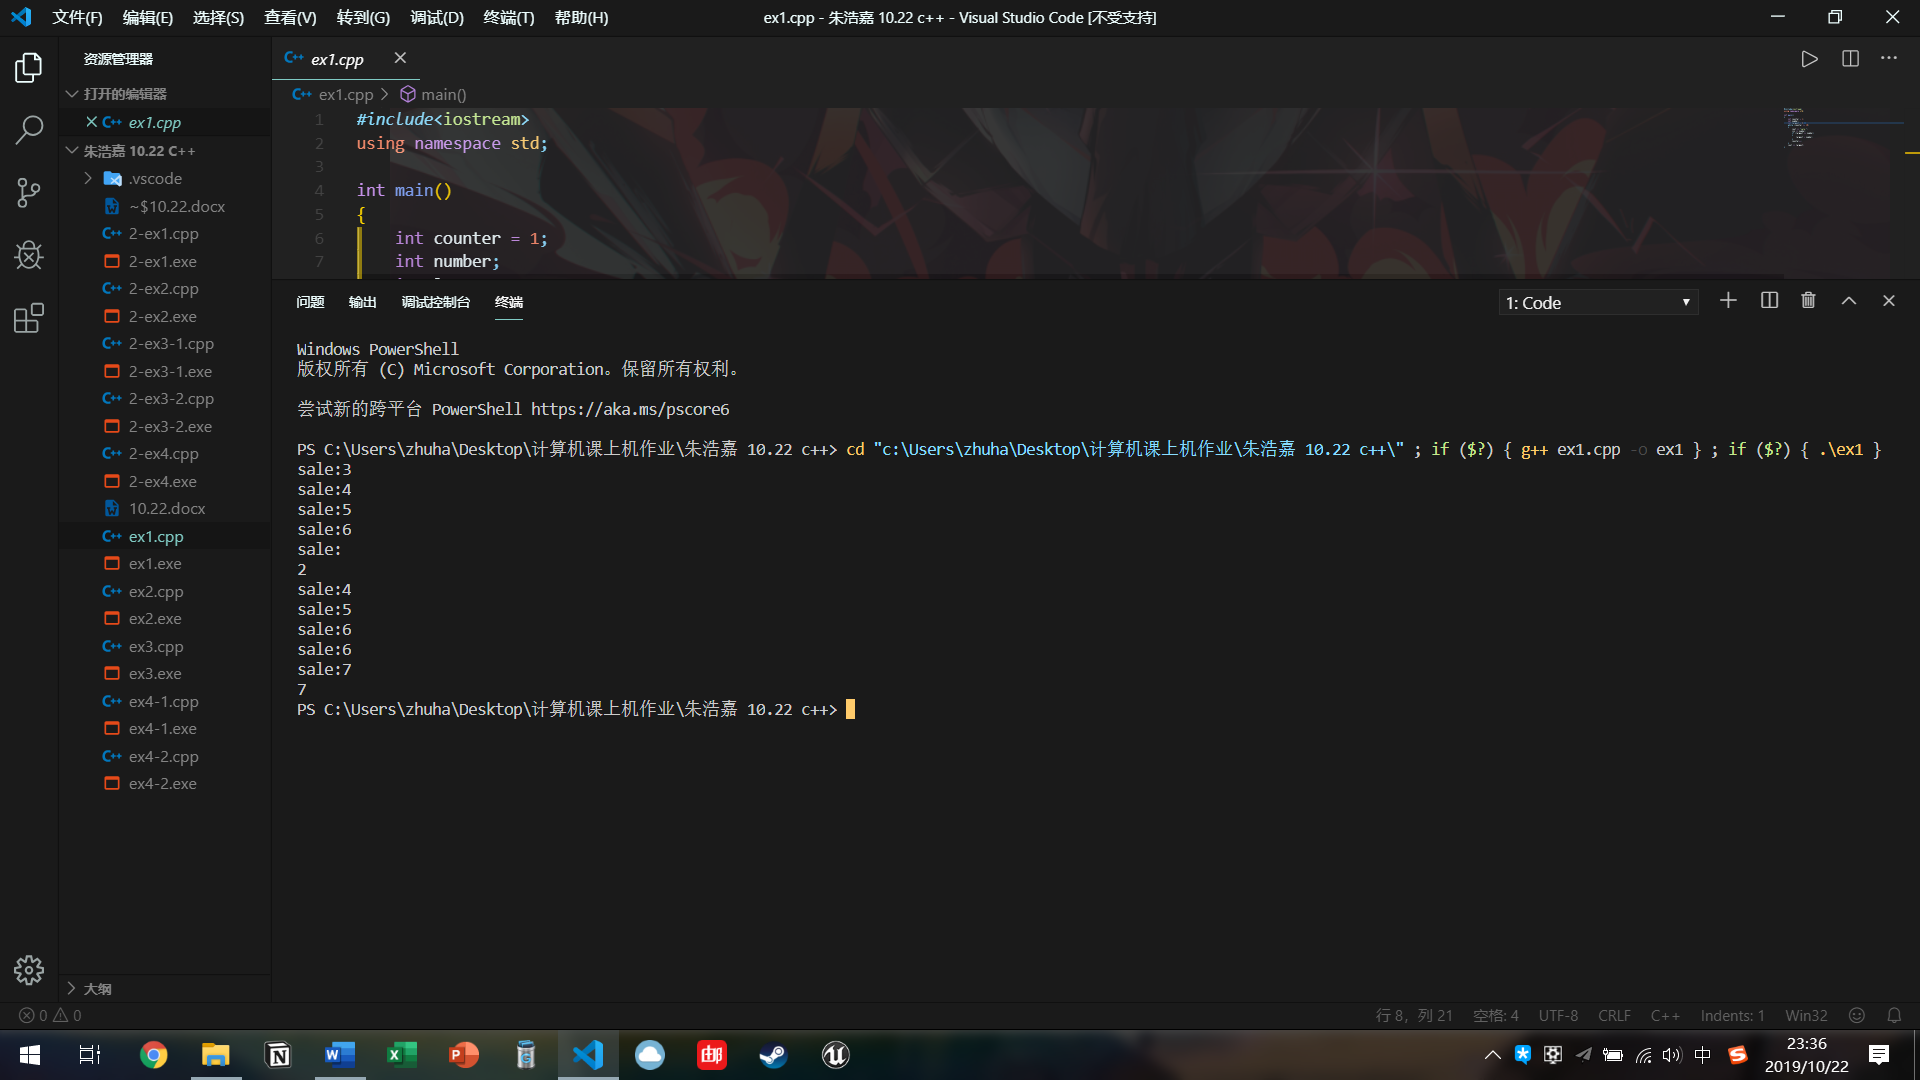 文件(F) 编辑(E) 选择(S) 查看(V) 转到(G) 调试(D) 终端(T) 帮助(H) ex1.cpp - 朱浩嘉 10.22 c++ - Visual Studio Code [不受支持]
资源管理器
打开的编辑器
ex1.cpp
朱浩嘉 10.22 C++
.vscode
~$10.22.docx
2-ex1.cpp
2-ex1.exe
2-ex2.cpp
2-ex2.exe
2-ex3-1.cpp
2-ex3-1.exe
2-ex3-2.cpp
2-ex3-2.exe
2-ex4.cpp
2-ex4.exe
10.22.docx
ex1.cpp
ex1.exe
ex2.cpp
ex2.exe
ex3.cpp
ex3.exe
ex4-1.cpp
ex4-1.exe
ex4-2.cpp
ex4-2.exe
大纲
ex1.cpp
ex1.cpp > main()
1 #include<iostream>
2 using namespace std;
3
4 int main()
5 {
6 int counter = 1;
7 int number;
问题 输出 调试控制台 终端 1: Code
Windows PowerShell
版权所有 (C) Microsoft Corporation。保留所有权利。
尝试新的跨平台 PowerShell https://aka.ms/pscore6
PS C:\Users\zhuha\Desktop\计算机课上机作业\朱浩嘉 10.22 c++> cd "c:\Users\zhuha\Desktop\计算机课上机作业\朱浩嘉 10.22 c++\" ; if ($?) { g++ ex1.cpp -o ex1 } ; if ($?) { .\ex1 }
sale:3
sale:4
sale:5
sale:6
sale:
2
sale:4
sale:5
sale:6
sale:6
sale:7
7
PS C:\Users\zhuha\Desktop\计算机课上机作业\朱浩嘉 10.22 c++>
0 0 行 8，列 21 空格: 4 UTF-8 CRLF C++ Indents: 1 Win32
中 23:36
2019/10/22